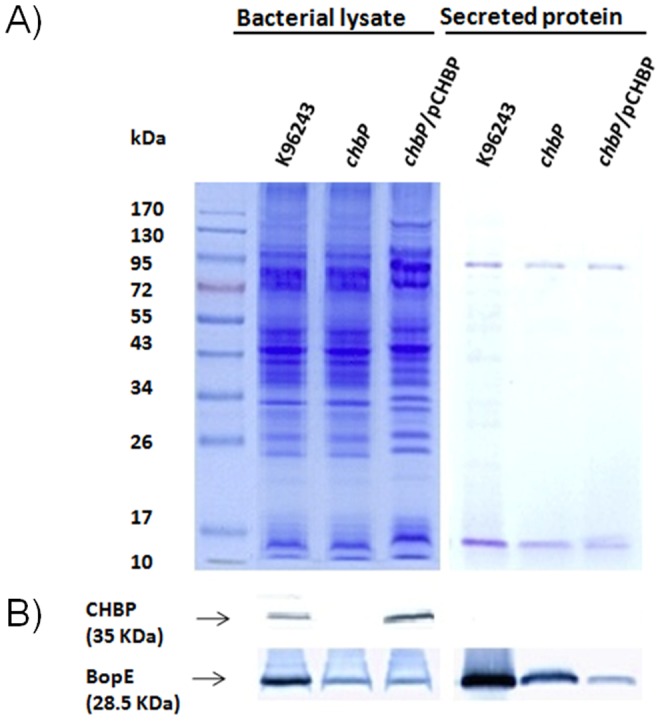 A)
Bacterial lysate
Secreted protein
kDa
K96243
chbP
chbP/pCHBP
K96243
chbP
chbP/pCHBP
170
130
95
72
55
43
34
26
17
10
B)
CHBP
(35 KDa)
BopE
(28.5 KDa)